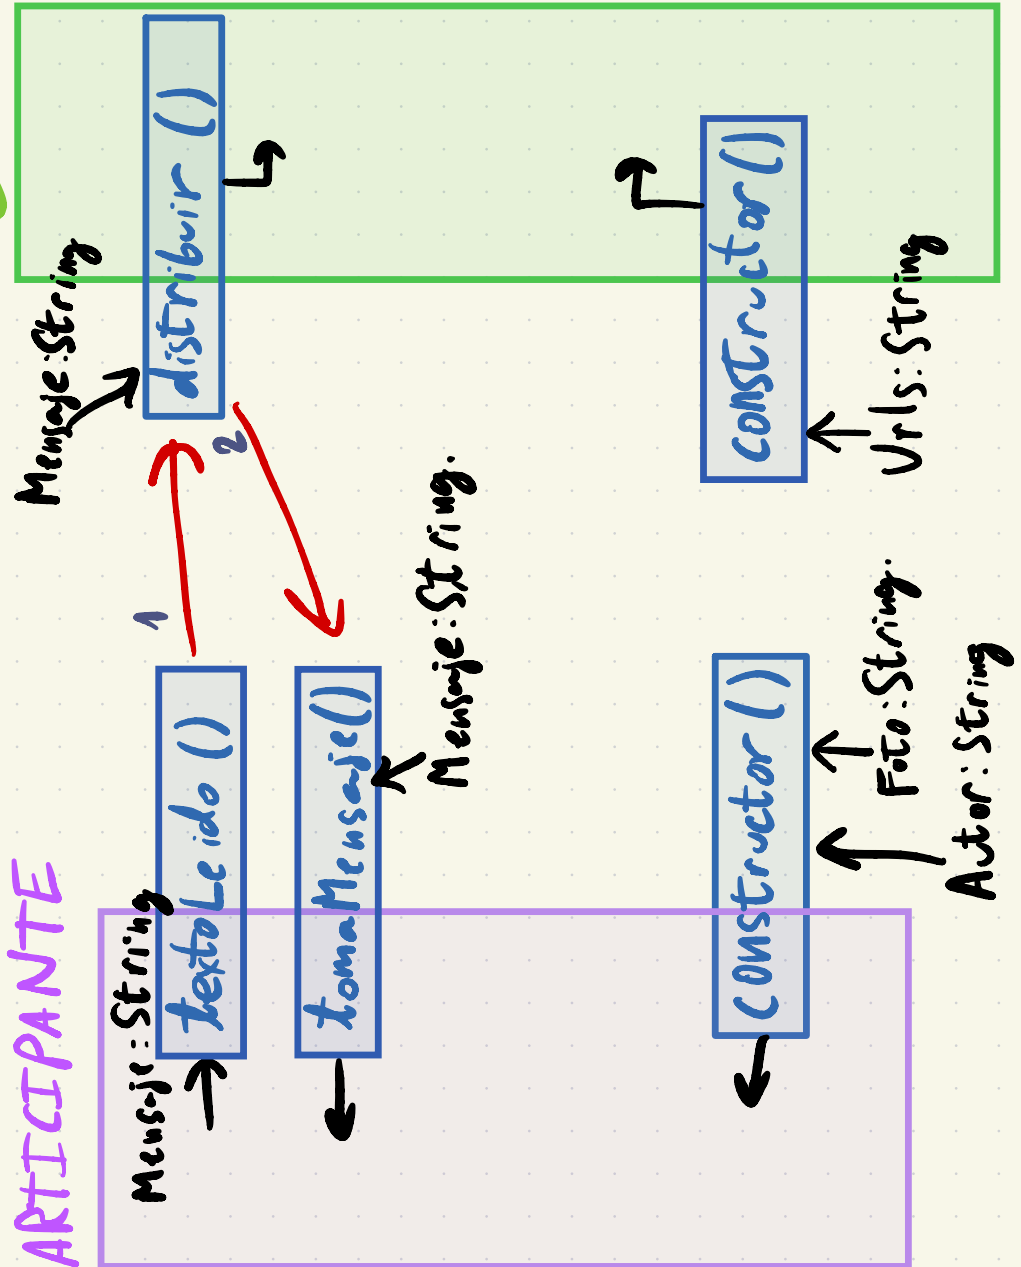 ARTICIPANTE
Mensaje:String
textoLeido ()
1
Mensaje:String
distribuir ()
2
tomaMensaje()
Mensaje:String.
constructor ()
Foto:String.
Autor:String
constructor ()
Urls:String